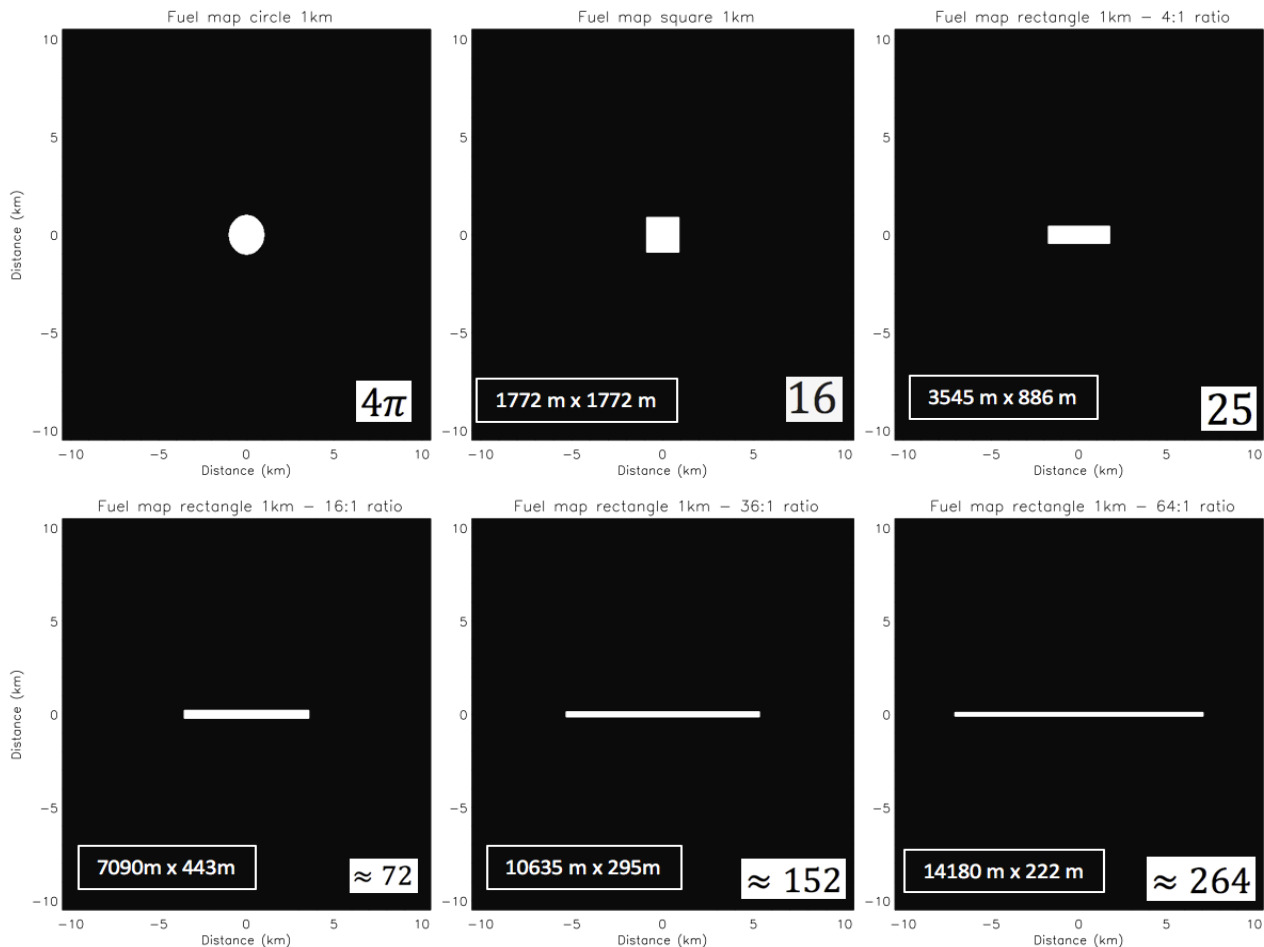 Fuel map circle 1km
10
5
0
−5
−10
Distance (km)
−10 −5 0 5 10
Distance (km)
4π
Fuel map square 1km
10
5
0
−5
−10
−10 −5 0 5 10
Distance (km)
1772 m x 1772 m
16
Fuel map rectangle 1km − 4:1 ratio
10
5
0
−5
−10
−10 −5 0 5 10
Distance (km)
3545 m x 886 m
25
Fuel map rectangle 1km − 16:1 ratio
10
5
0
−5
−10
Distance (km)
−10 −5 0 5 10
Distance (km)
7090m x 443m
≈ 72
Fuel map rectangle 1km − 36:1 ratio
10
5
0
−5
−10
−10 −5 0 5 10
Distance (km)
10635 m x 295m
≈ 152
Fuel map rectangle 1km − 64:1 ratio
10
5
0
−5
−10
−10 −5 0 5 10
Distance (km)
14180 m x 222 m
≈ 264